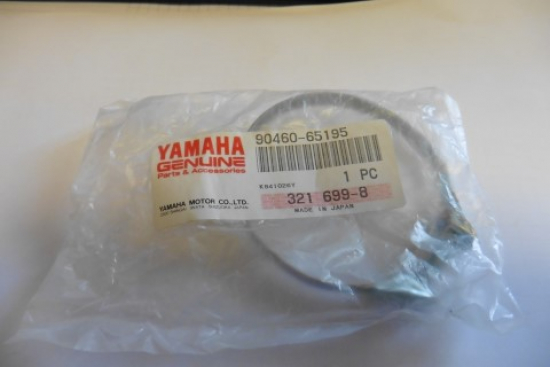 YAMAHA
GENUINE
Parts & Accessories
YAMAHA MOTOR CO., LTD.
90460-65195
1 PC
321 699-8
MADE IN JAPAN